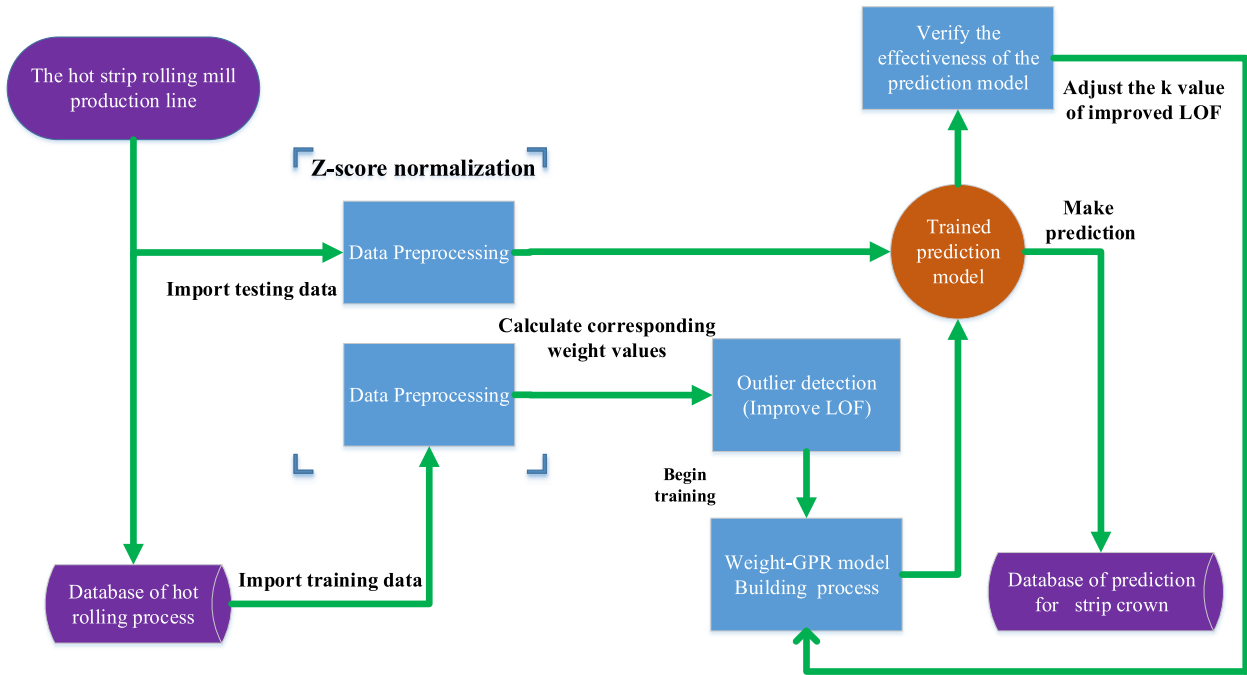 The hot strip rolling mill
production line
Z-score normalization
Data Preprocessing
Import testing data
Verify the
effectiveness of the
prediction model
Adjust the k value
of improved LOF
Trained
prediction
model
Make
prediction
Calculate corresponding
weight values
Data Preprocessing
Outlier detection
(Improve LOF)
Begin
training
Weight-GPR model
Building process
Database of hot
rolling process
Import training data
Database of prediction
for strip crown